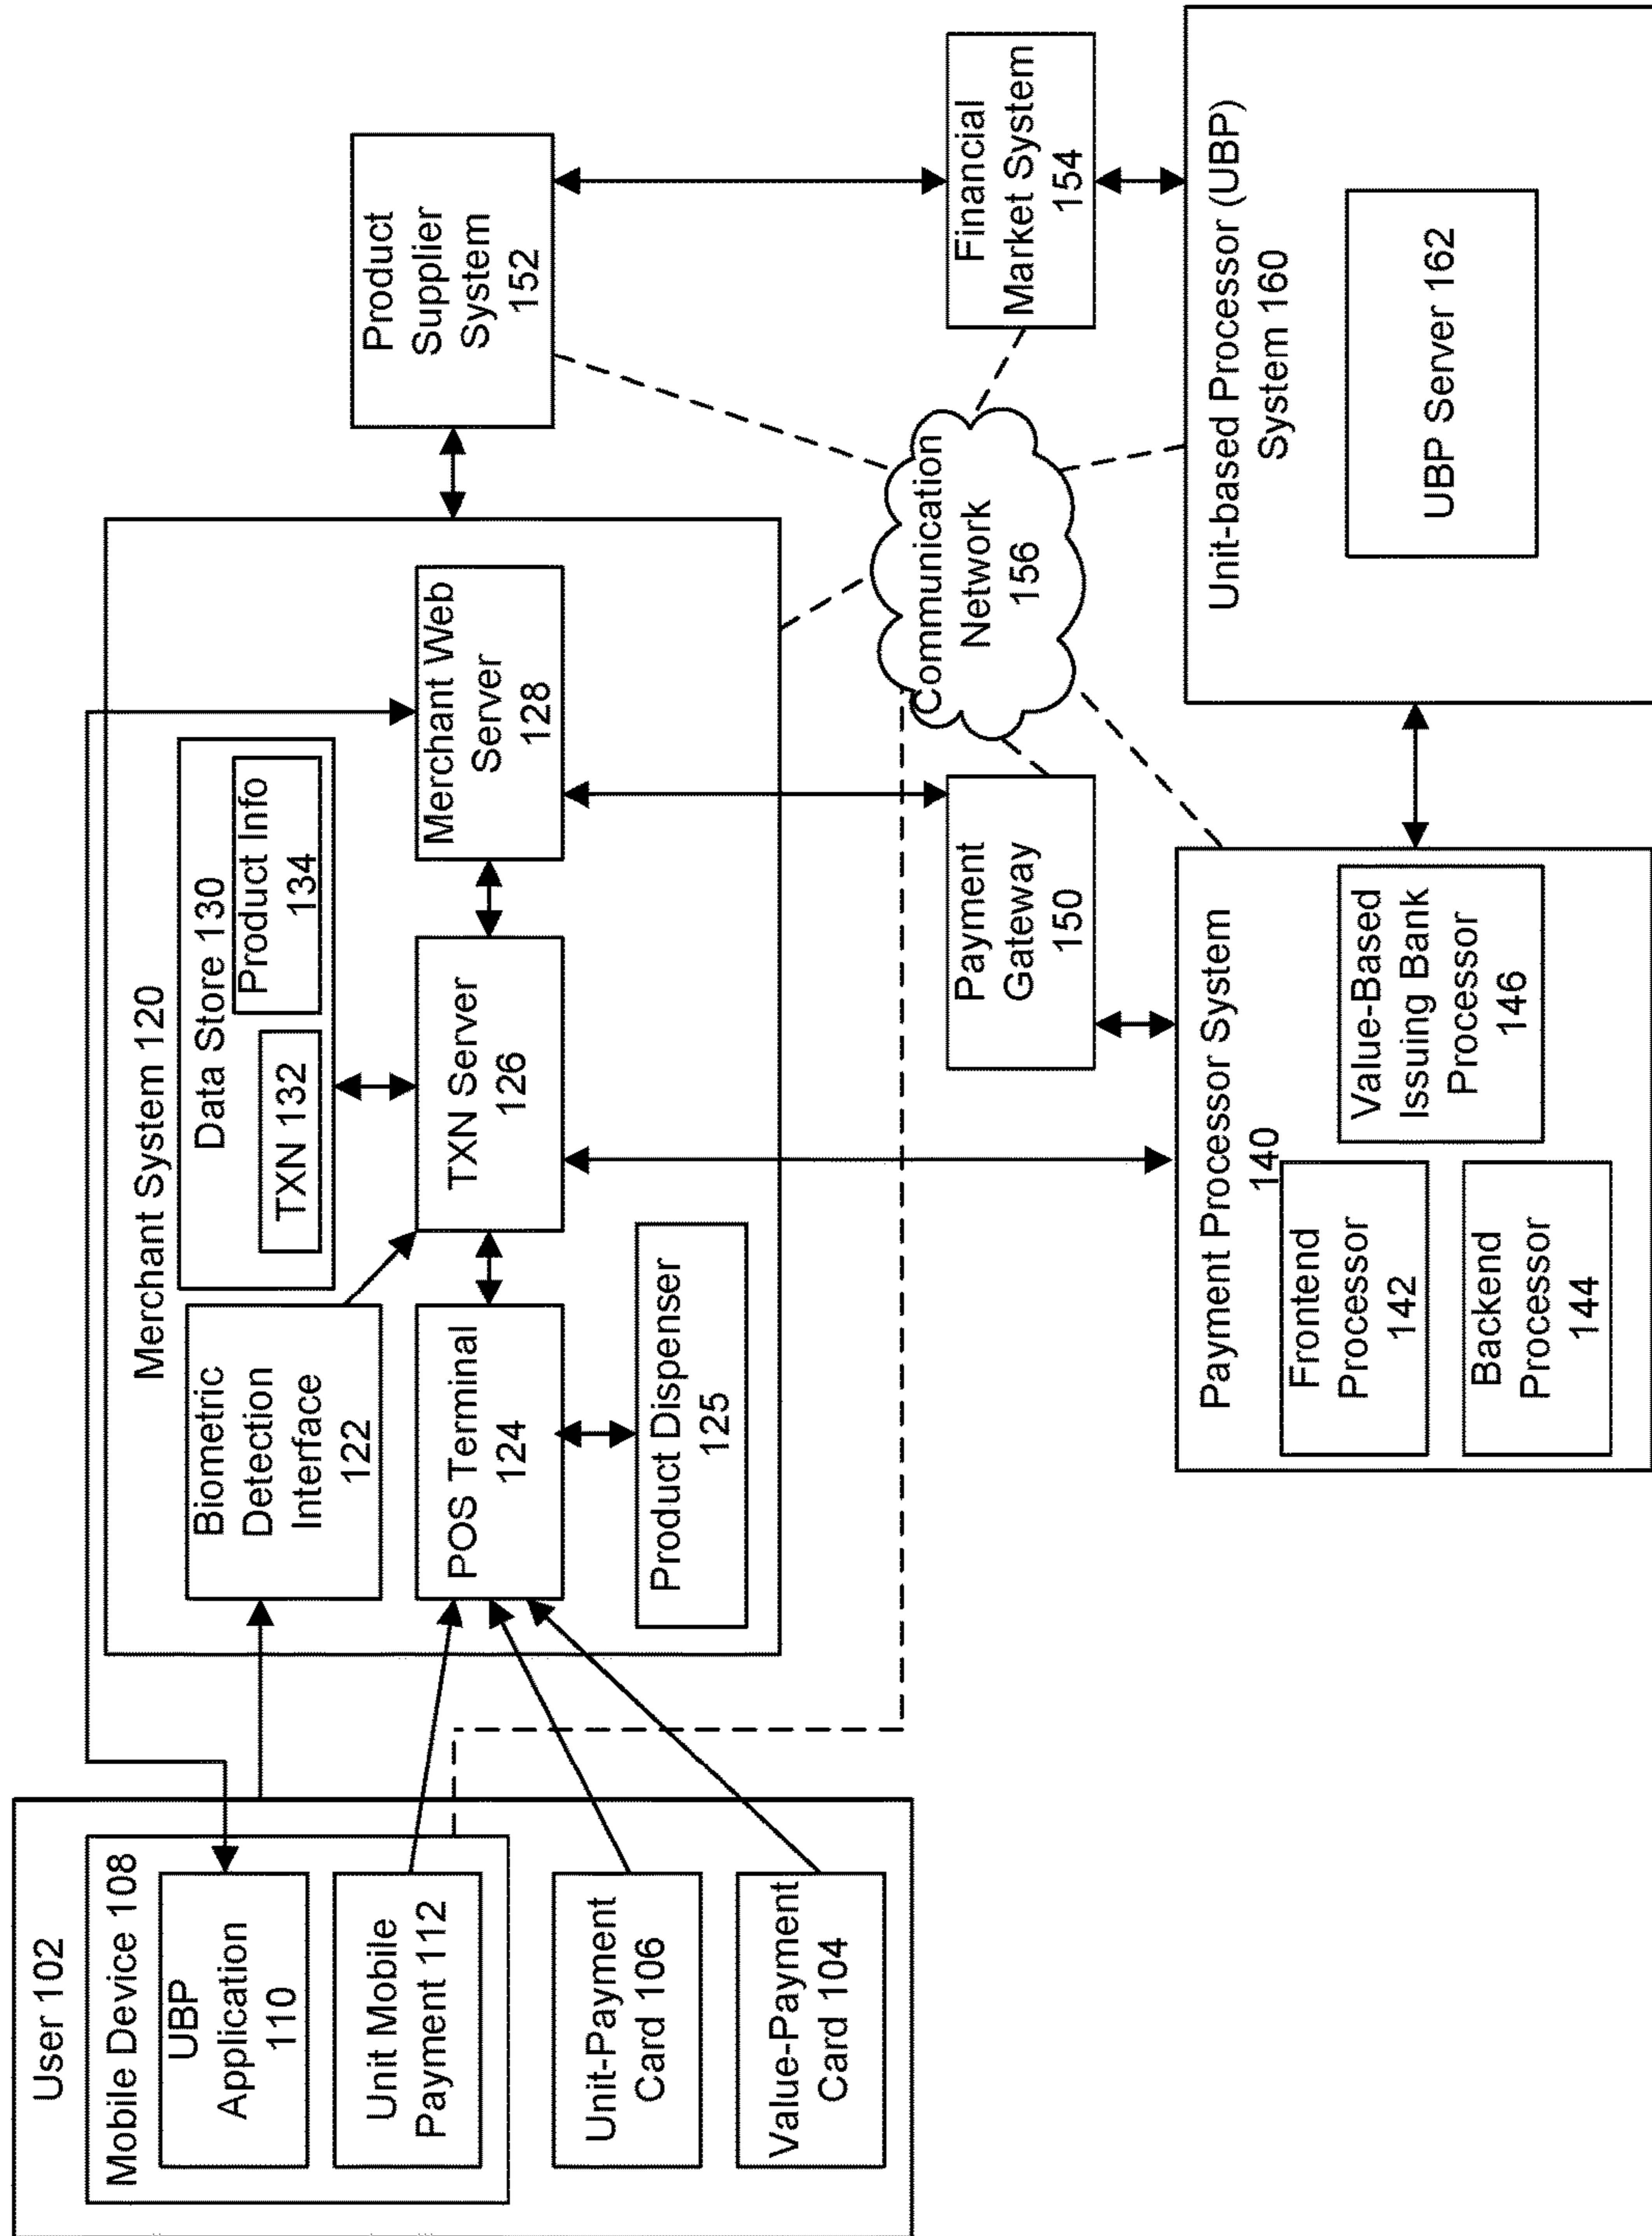 User 102
Mobile Device 108
UBP
Application
110
Unit Mobile
Payment 112
Unit-Payment
Card 106
Value-Payment
Card 104
Merchant System 120
Biometric
Detection
Interface
122
Data Store 130
TXN 132
Product Info
134
POS Terminal
124
TXN Server
126
Merchant Web
Server
128
Product Dispenser
125
Product
Supplier
System
152
Payment
Gateway
150
Communication
Network
156
Financial
Market System
154
Payment Processor System
140
Frontend
Processor
142
Backend
Processor
144
Value-Based
Issuing Bank
Processor
146
Unit-based Processor (UBP)
System 160
UBP Server 162